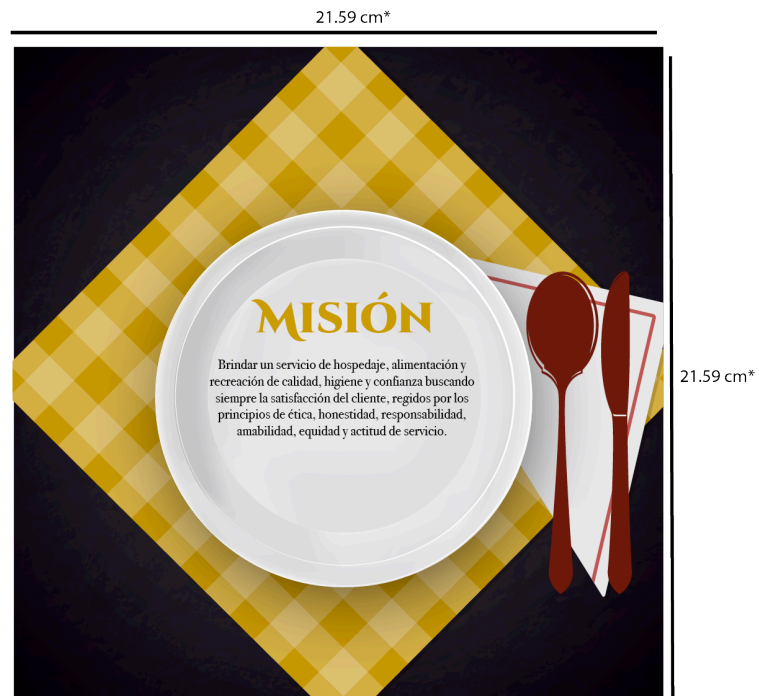 21.59 cm*
MISIÓN
Brindar un servicio de hospedaje, alimentación y
recreación de calidad, higiene y confianza buscando
siempre la satisfacción del cliente, regidos por los
principios de ética, honestidad, responsabilidad,
amabilidad, equidad y actitud de servicio.
21.59 cm*